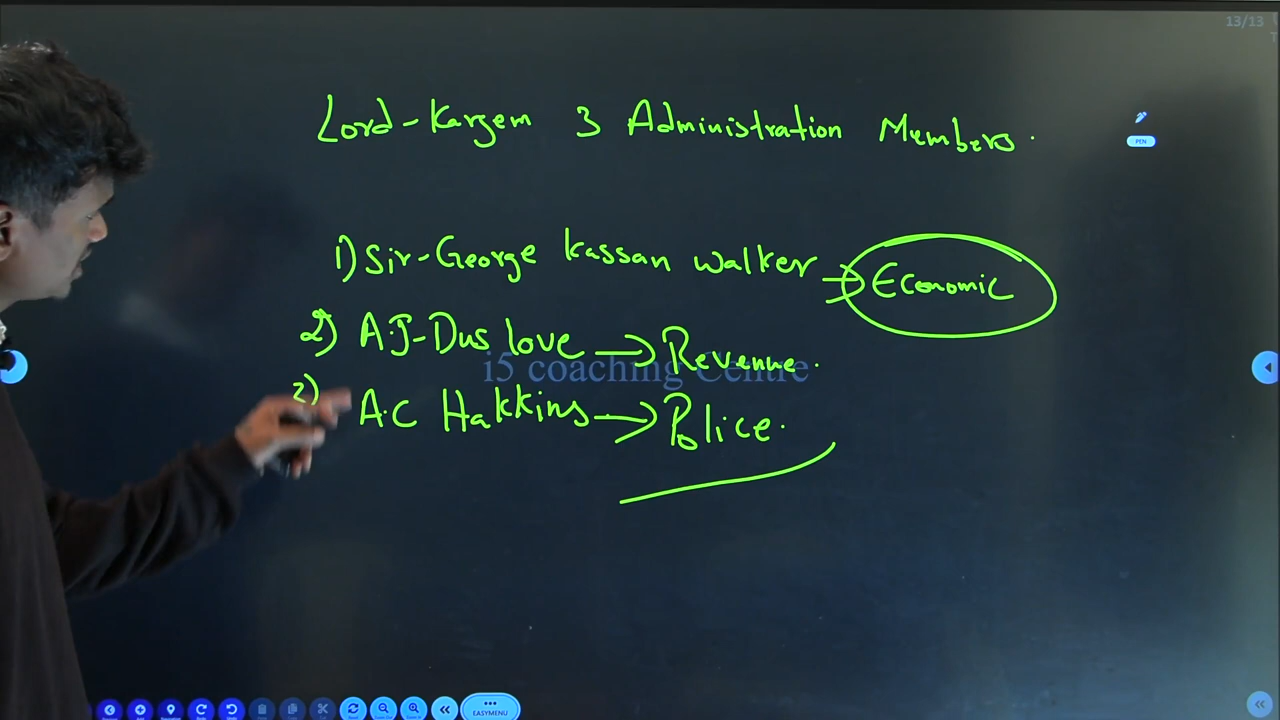 13/13
Lord-Karzem 3 Administration Members.
PEN
1) Sir-George Kassan Walker → Economic
2) A.J-Dus love → Revenue.
i5 coaching Centre
2) A.C Hakkins → Police.
EASYMENU